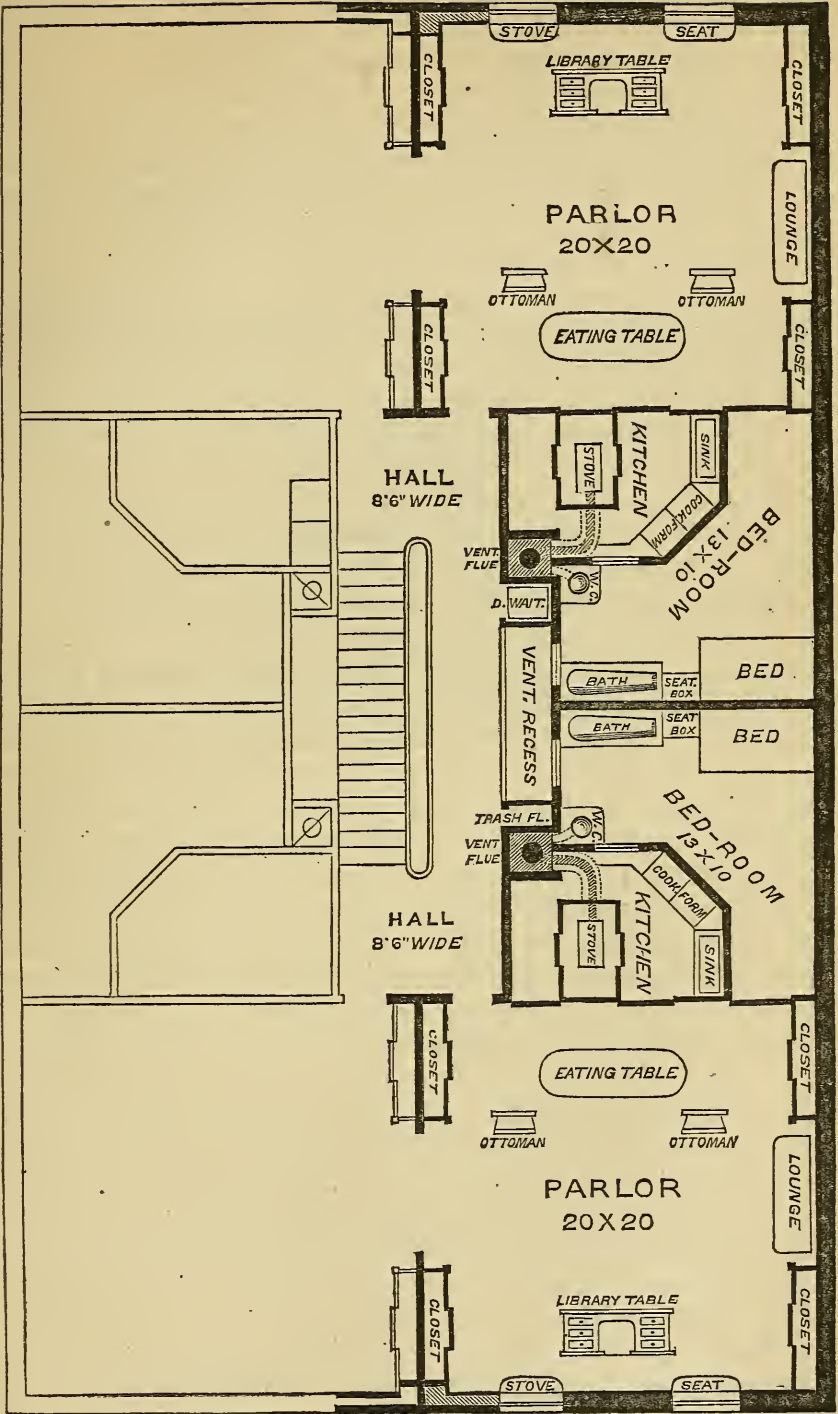 STOVE
SEAT
LIBRARY TABLE
CLOSET
CLOSET
PARLOR
20X20
LOUNGE
OTTOMAN
OTTOMAN
EATING TABLE
CLOSET
CLOSET
HALL
8'6" WIDE
KITCHEN
STOVE
SINK
COOK FORM
BED-ROOM
13X10
VENT.
FLUE
W.C.
D. WAIT.
VENT. RECESS
BATH
SEAT.
BOX
BED
BATH
SEAT
BOX
BED
TRASH FL.
W.C.
VENT
FLUE
BED-ROOM
13X10
COOK FORM
KITCHEN
STOVE
SINK
HALL
8'6" WIDE
CLOSET
CLOSET
EATING TABLE
OTTOMAN
OTTOMAN
PARLOR
20X20
LOUNGE
LIBRARY TABLE
CLOSET
CLOSET
STOVE
SEAT